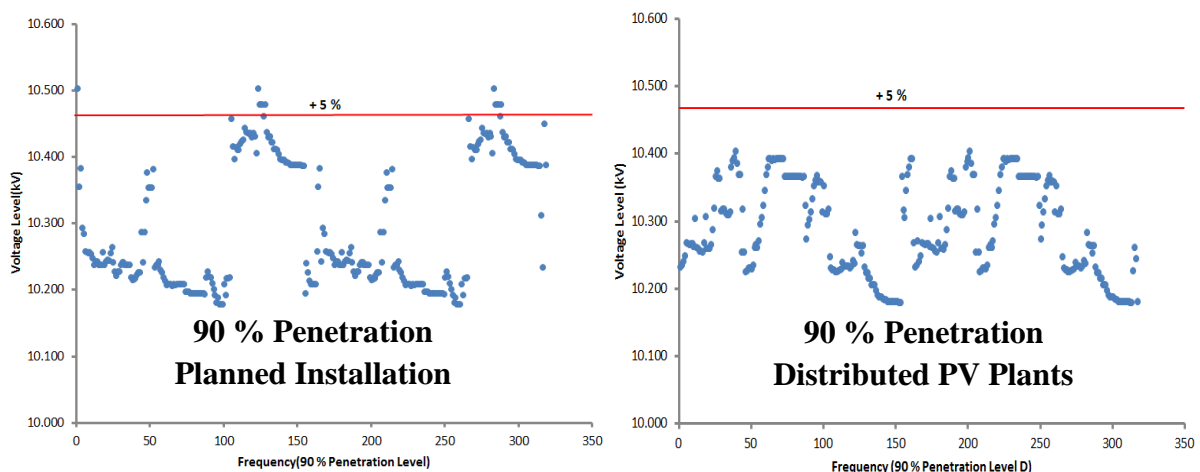 10.600
10.500
10.400
10.300
10.200
10.100
10.000
Voltage Level(kV)
+ 5 %
90 % Penetration
Planned Installation
0 50 100 150 200 250 300 350
Frequency(90 % Penetration Level)
10.600
10.500
10.400
10.300
10.200
10.100
10.000
Voltage Level (kV)
+ 5 %
90 % Penetration
Distributed PV Plants
0 50 100 150 200 250 300 350
Frequency (90 % Penetration Level D)